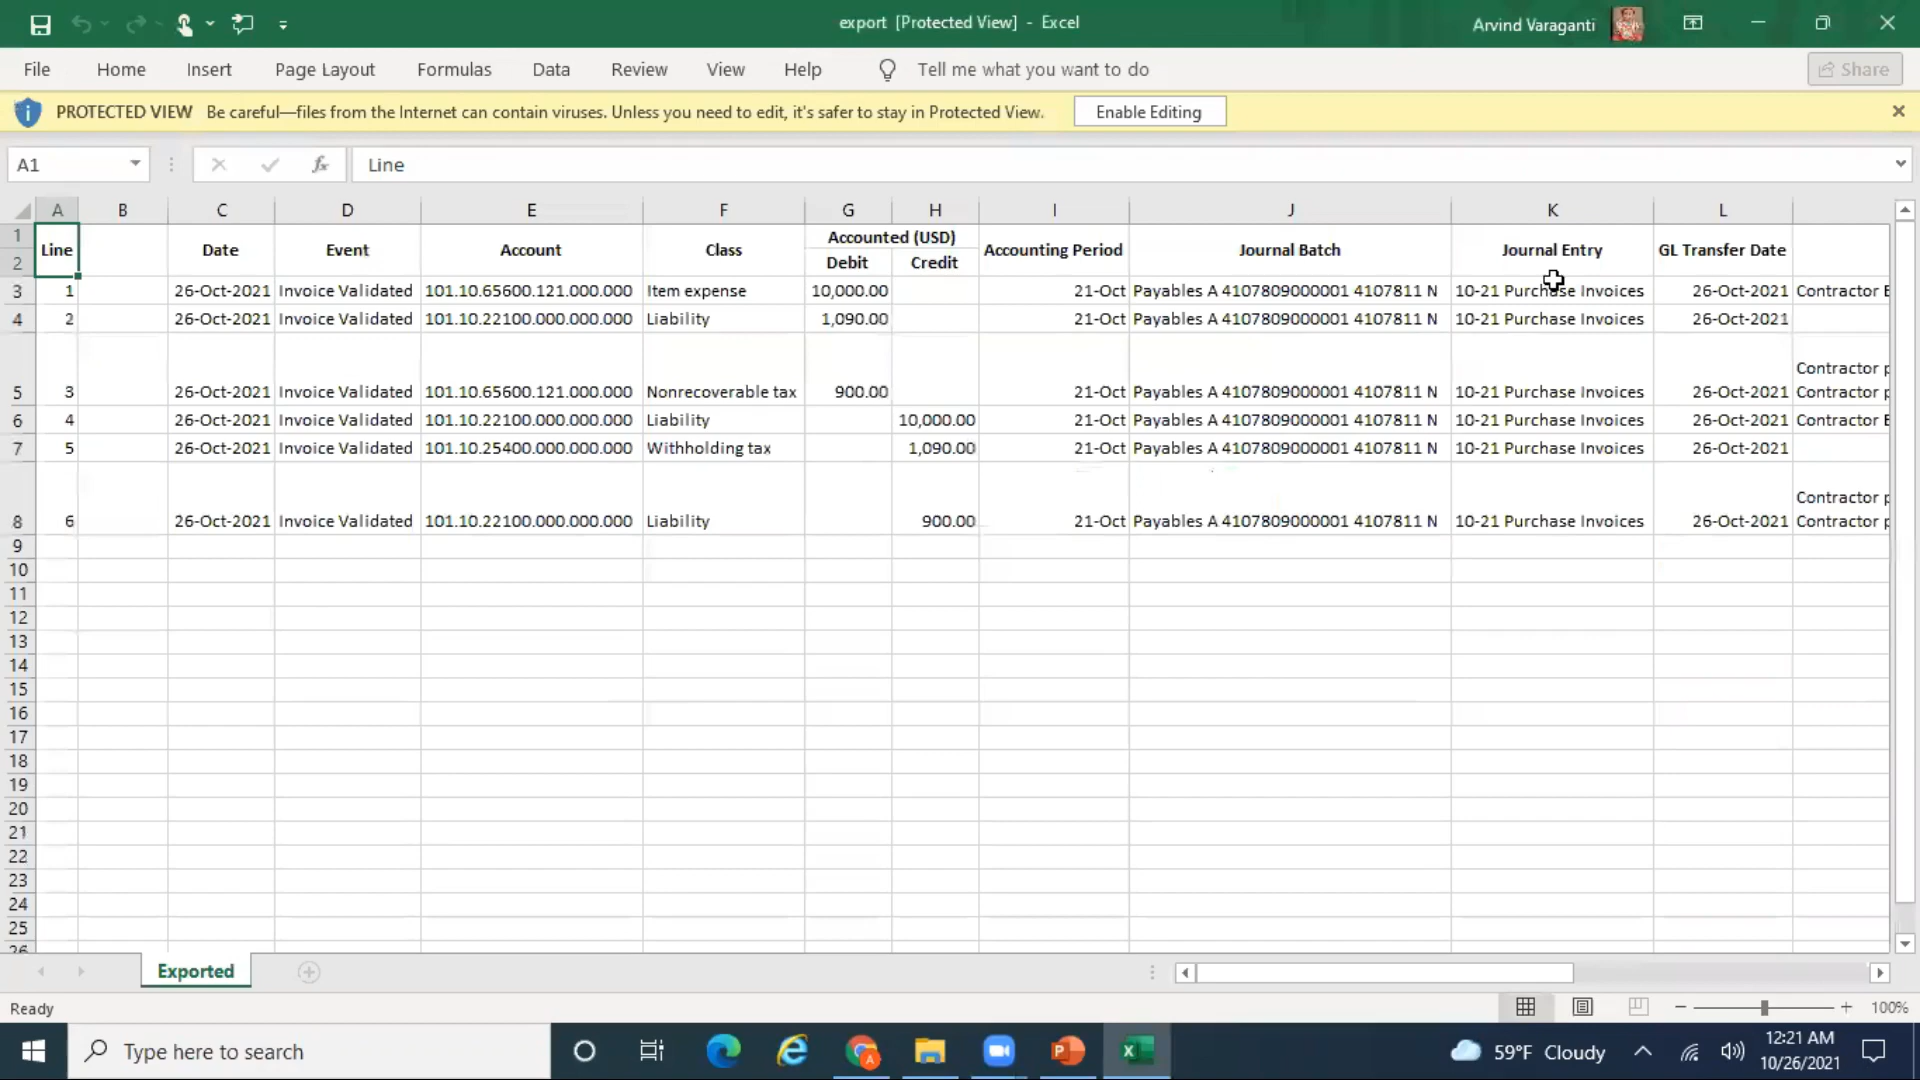 export [Protected View] - Excel
Arvind Varaganti
File Home Insert Page Layout Formulas Data Review View Help Tell me what you want to do Share
PROTECTED VIEW Be careful—files from the Internet can contain viruses. Unless you need to edit, it's safer to stay in Protected View. Enable Editing
A1 fx Line
A B C D E F G H I J K L
1 Line Date Event Account Class Accounted (USD) Accounting Period Journal Batch Journal Entry GL Transfer Date
2 Debit Credit
3 1 26-Oct-2021 Invoice Validated 101.10.65600.121.000.000 Item expense 10,000.00 21-Oct Payables A 4107809000001 4107811 N 10-21 Purchase Invoices 26-Oct-2021 Contractor
4 2 26-Oct-2021 Invoice Validated 101.10.22100.000.000.000 Liability 1,090.00 21-Oct Payables A 4107809000001 4107811 N 10-21 Purchase Invoices 26-Oct-2021
Contractor p
5 3 26-Oct-2021 Invoice Validated 101.10.65600.121.000.000 Nonrecoverable tax 900.00 21-Oct Payables A 4107809000001 4107811 N 10-21 Purchase Invoices 26-Oct-2021 Contractor p
6 4 26-Oct-2021 Invoice Validated 101.10.22100.000.000.000 Liability 10,000.00 21-Oct Payables A 4107809000001 4107811 N 10-21 Purchase Invoices 26-Oct-2021 Contractor
7 5 26-Oct-2021 Invoice Validated 101.10.25400.000.000.000 Withholding tax 1,090.00 21-Oct Payables A 4107809000001 4107811 N 10-21 Purchase Invoices 26-Oct-2021
Contractor p
8 6 26-Oct-2021 Invoice Validated 101.10.22100.000.000.000 Liability 900.00 21-Oct Payables A 4107809000001 4107811 N 10-21 Purchase Invoices 26-Oct-2021 Contractor p
9
10
11
12
13
14
15
16
17
18
19
20
21
22
23
24
25
26
Exported
Ready 100%
Type here to search 59°F Cloudy 12:21 AM
10/26/2021